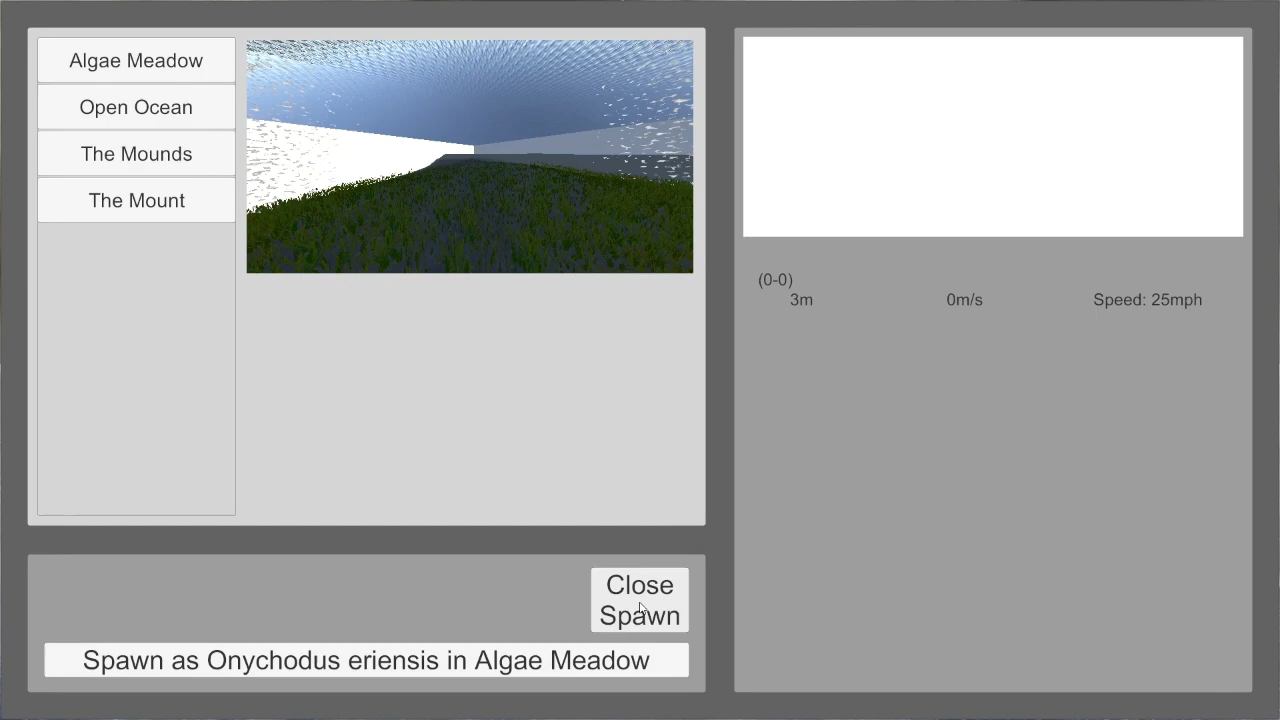 Algae Meadow
Open Ocean
The Mounds
The Mount
(0-0)
3m 0m/s Speed: 25mph
Close
Spawn
Spawn as Onychodus eriensis in Algae Meadow